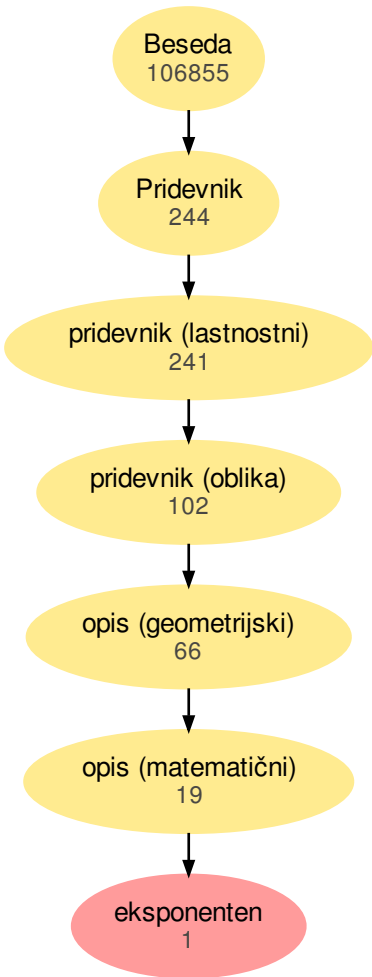 Beseda
106855
Pridevnik
244
pridevnik (lastnostni)
241
pridevnik (oblika)
102
opis (geometrijski)
66
opis (matematični)
19
eksponenten
1